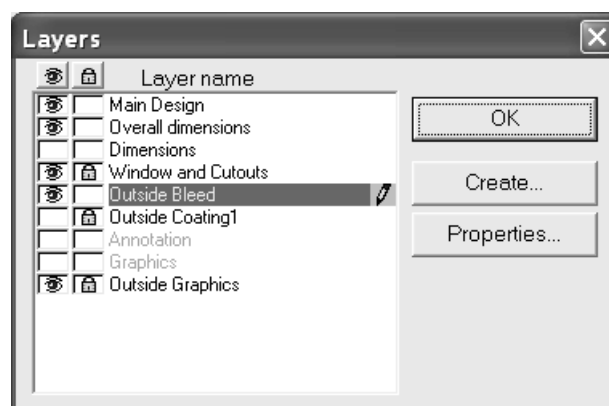 Layers
Layer name
Main Design
Overall dimensions
Dimensions
Window and Cutouts
Outside Bleed
Outside Coating1
Annotation
Graphics
Outside Graphics
OK
Create...
Properties...